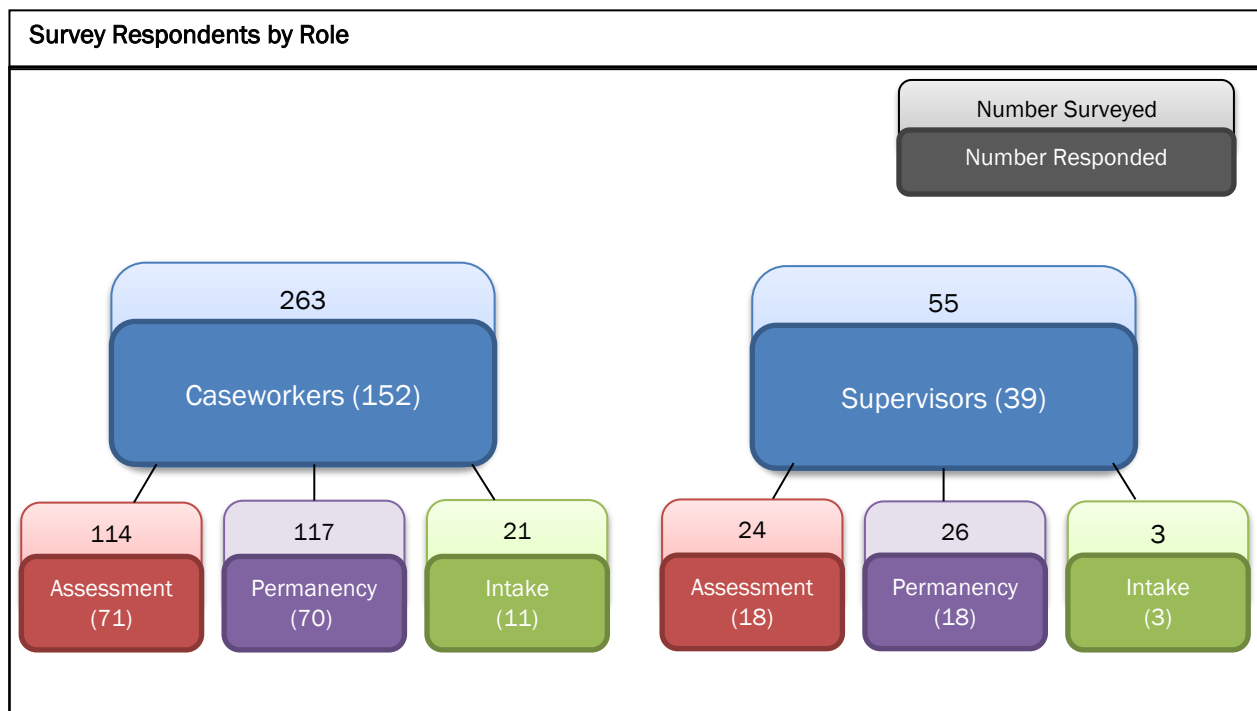 Survey Respondents by Role
Number Surveyed
Number Responded
263
Caseworkers (152)
55
Supervisors (39)
114
Assessment
(71)
117
Permanency
(70)
21
Intake
(11)
24
Assessment
(18)
26
Permanency
(18)
3
Intake
(3)